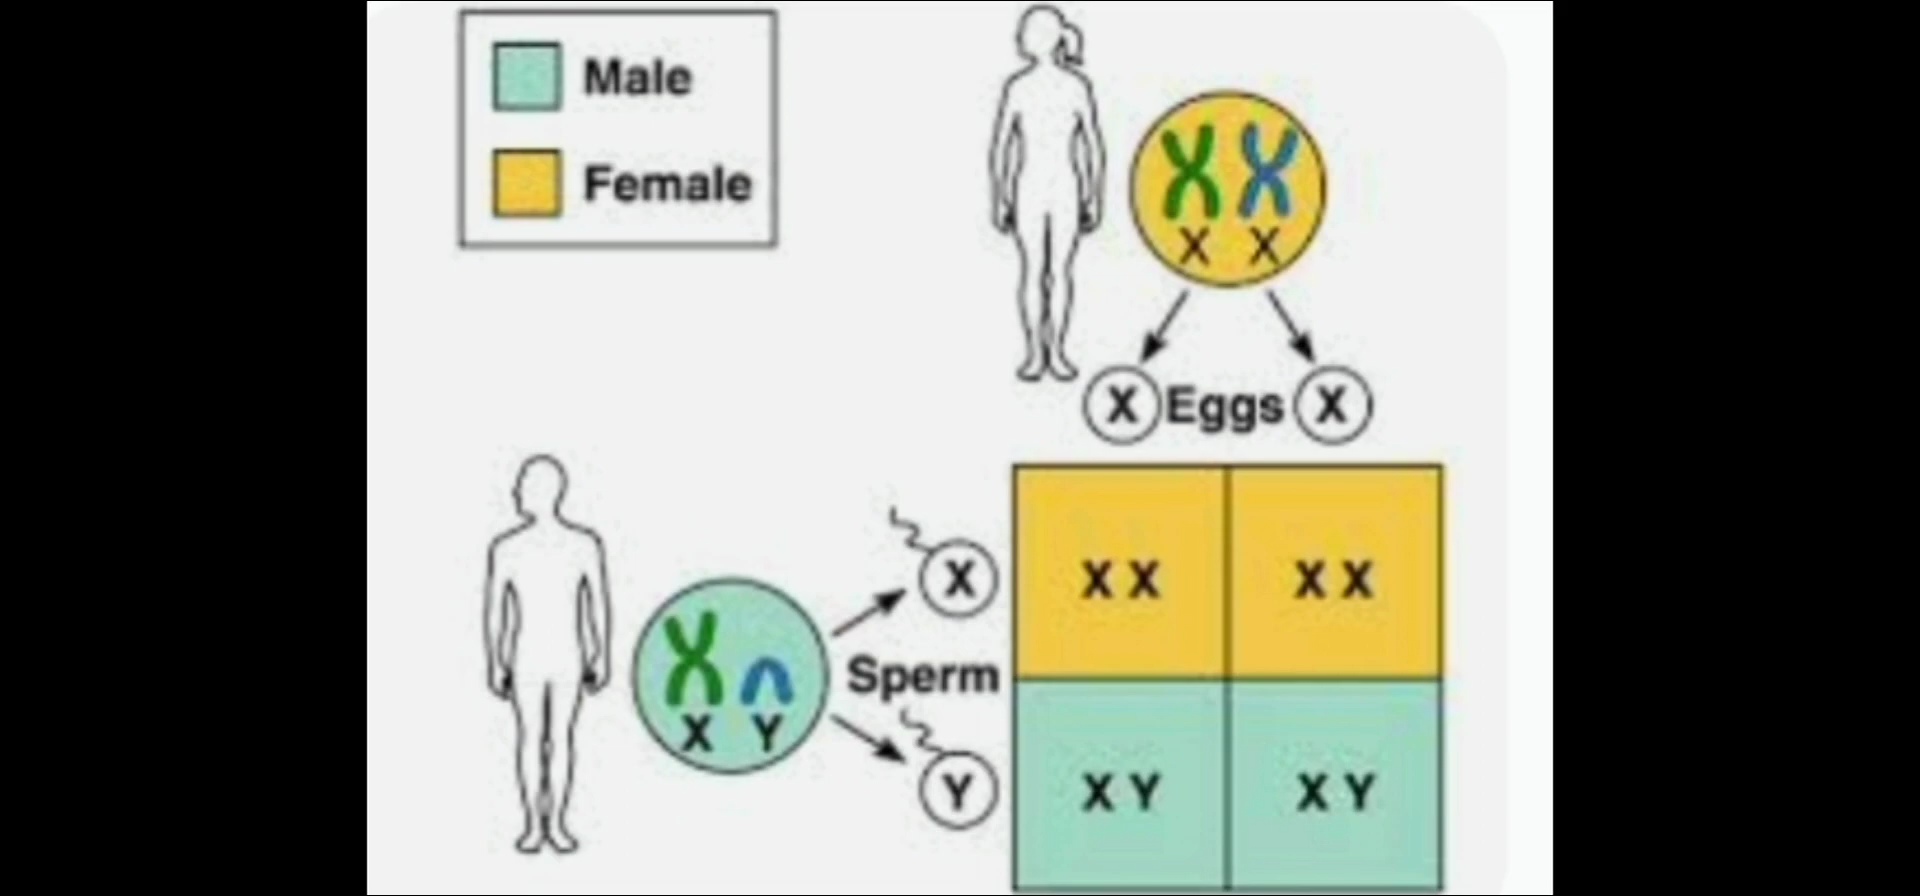 Male
Female
X X
X Eggs X
X
X X
X X
Sperm
X Y
Y
X Y
X Y